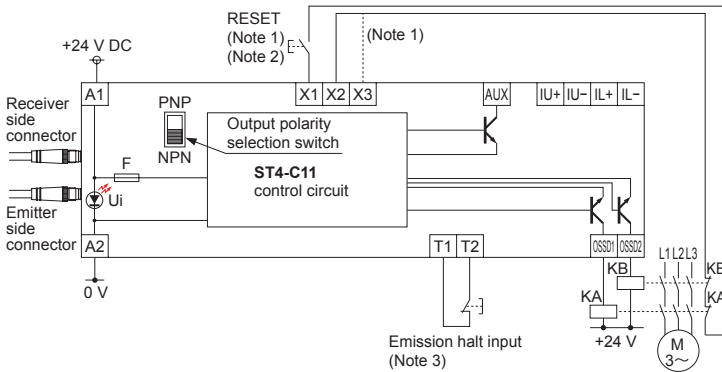 RESET
(Note 1)
(Note 2)
(Note 1)
+24 V DC
A1
X1
X2
X3
AUX
IU+
IU−
IL+
IL−
Receiver
side
connector
PNP
NPN
Output polarity
selection switch
ST4-C11
control circuit
F
Ui
Emitter
side
connector
A2
T1
T2
OSSD1
OSSD2
0 V
L1
L2
L3
KB
KB
KA
KA
+24 V
Emission halt input
(Note 3)
M
3~